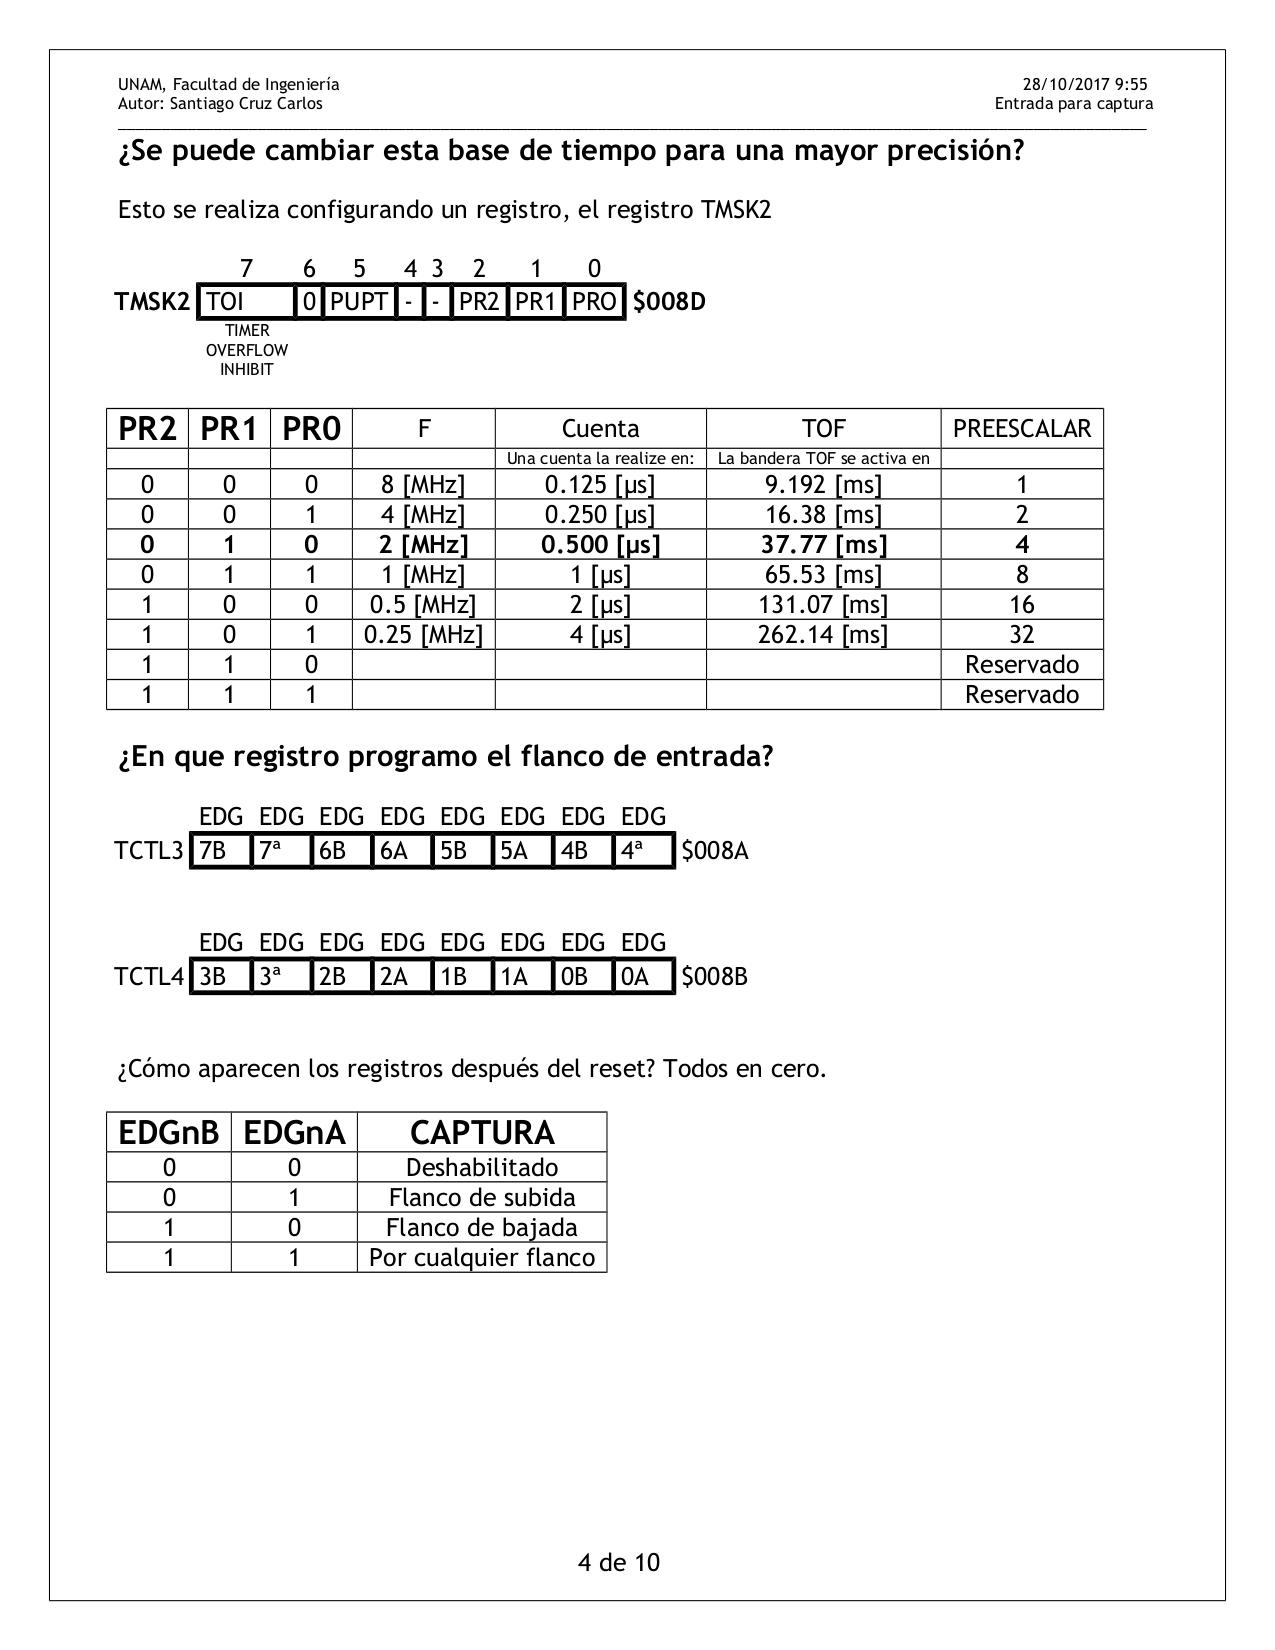 UNAM, Facultad de Ingeniería 28/10/2017 9:55
Autor: Santiago Cruz Carlos Entrada para captura
¿Se puede cambiar esta base de tiempo para una mayor precisión?
Esto se realiza configurando un registro, el registro TMSK2
7 6 5 4 3 2 1 0
TMSK2 TOI 0 PUPT - - PR2 PR1 PRO $008D
TIMER
OVERFLOW
INHIBIT
PR2 PR1 PR0 F Cuenta TOF PREESCALAR
Una cuenta la realize en: La bandera TOF se activa en
0 0 0 8 [MHz] 0.125 [µs] 9.192 [ms] 1
0 0 1 4 [MHz] 0.250 [µs] 16.38 [ms] 2
0 1 0 2 [MHz] 0.500 [µs] 37.77 [ms] 4
0 1 1 1 [MHz] 1 [µs] 65.53 [ms] 8
1 0 0 0.5 [MHz] 2 [µs] 131.07 [ms] 16
1 0 1 0.25 [MHz] 4 [µs] 262.14 [ms] 32
1 1 0 Reservado
1 1 1 Reservado
¿En que registro programo el flanco de entrada?
EDG EDG EDG EDG EDG EDG EDG EDG
TCTL3 7B 7ª 6B 6A 5B 5A 4B 4ª $008A
EDG EDG EDG EDG EDG EDG EDG EDG
TCTL4 3B 3ª 2B 2A 1B 1A 0B 0A $008B
¿Cómo aparecen los registros después del reset? Todos en cero.
EDGnB EDGnA CAPTURA
0 0 Deshabilitado
0 1 Flanco de subida
1 0 Flanco de bajada
1 1 Por cualquier flanco
4 de 10